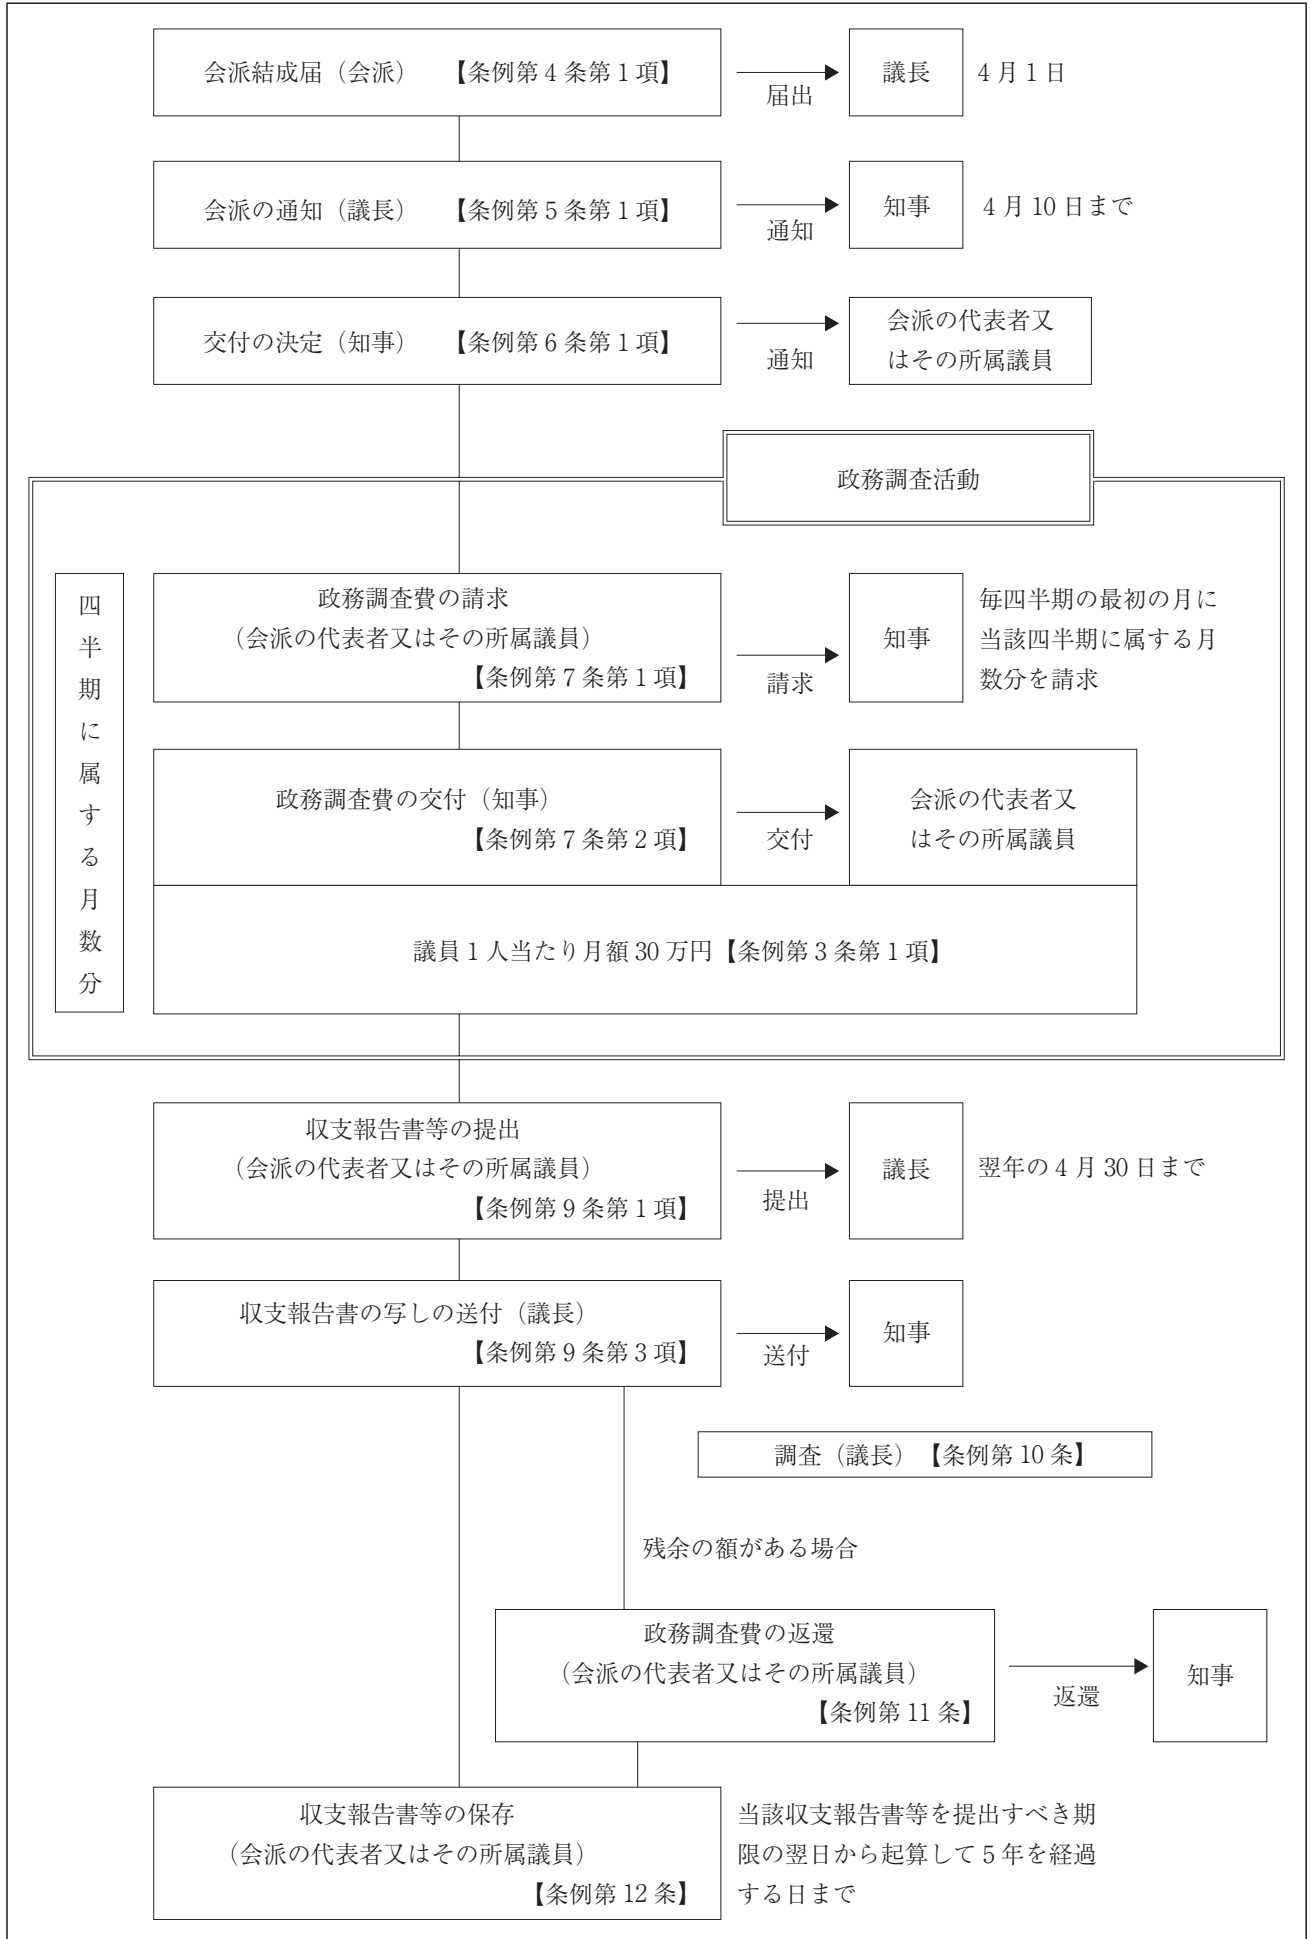 会派結成届（会派）　【条例第4条第1項】
届出
議長
4月1日
会派の通知（議長）　【条例第5条第1項】
通知
知事
4月10日まで
交付の決定（知事）　【条例第6条第1項】
通知
会派の代表者又
はその所属議員
政務調査活動
四半期に属する月数分
政務調査費の請求
（会派の代表者又はその所属議員）
【条例第7条第1項】
請求
知事
毎四半期の最初の月に
当該四半期に属する月
数分を請求
政務調査費の交付（知事）
【条例第7条第2項】
交付
会派の代表者又
はその所属議員
議員1人当たり月額30万円【条例第3条第1項】
収支報告書等の提出
（会派の代表者又はその所属議員）
【条例第9条第1項】
提出
議長
翌年の4月30日まで
収支報告書の写しの送付（議長）
【条例第9条第3項】
送付
知事
調査（議長）【条例第10条】
残余の額がある場合
政務調査費の返還
（会派の代表者又はその所属議員）
【条例第11条】
返還
知事
収支報告書等の保存
（会派の代表者又はその所属議員）
【条例第12条】
当該収支報告書等を提出すべき期
限の翌日から起算して5年を経過
する日まで